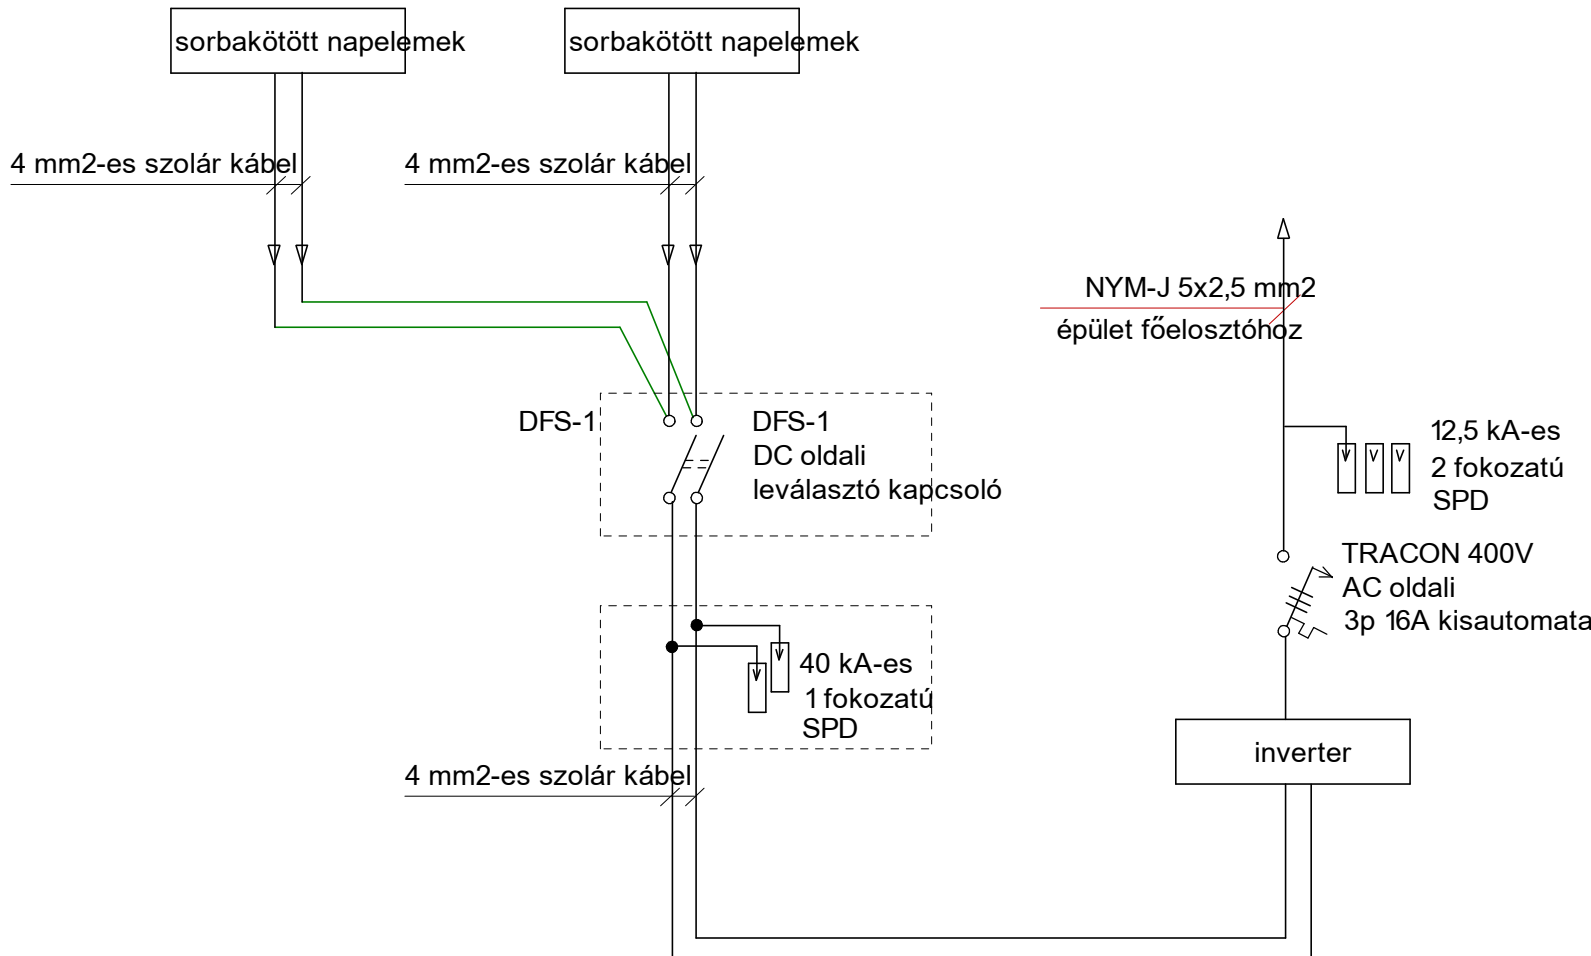 sorbakötött napelemek
sorbakötött napelemek
4 mm2-es szolár kábel
4 mm2-es szolár kábel
NYM-J 5x2,5 mm2
épület főelosztóhoz
DFS-1
DFS-1
DC oldali
leválasztó kapcsoló
12,5 kA-es
2 fokozatú
SPD
TRACON 400V
AC oldali
3p 16A kisautomata
40 kA-es
1 fokozatú
SPD
inverter
4 mm2-es szolár kábel